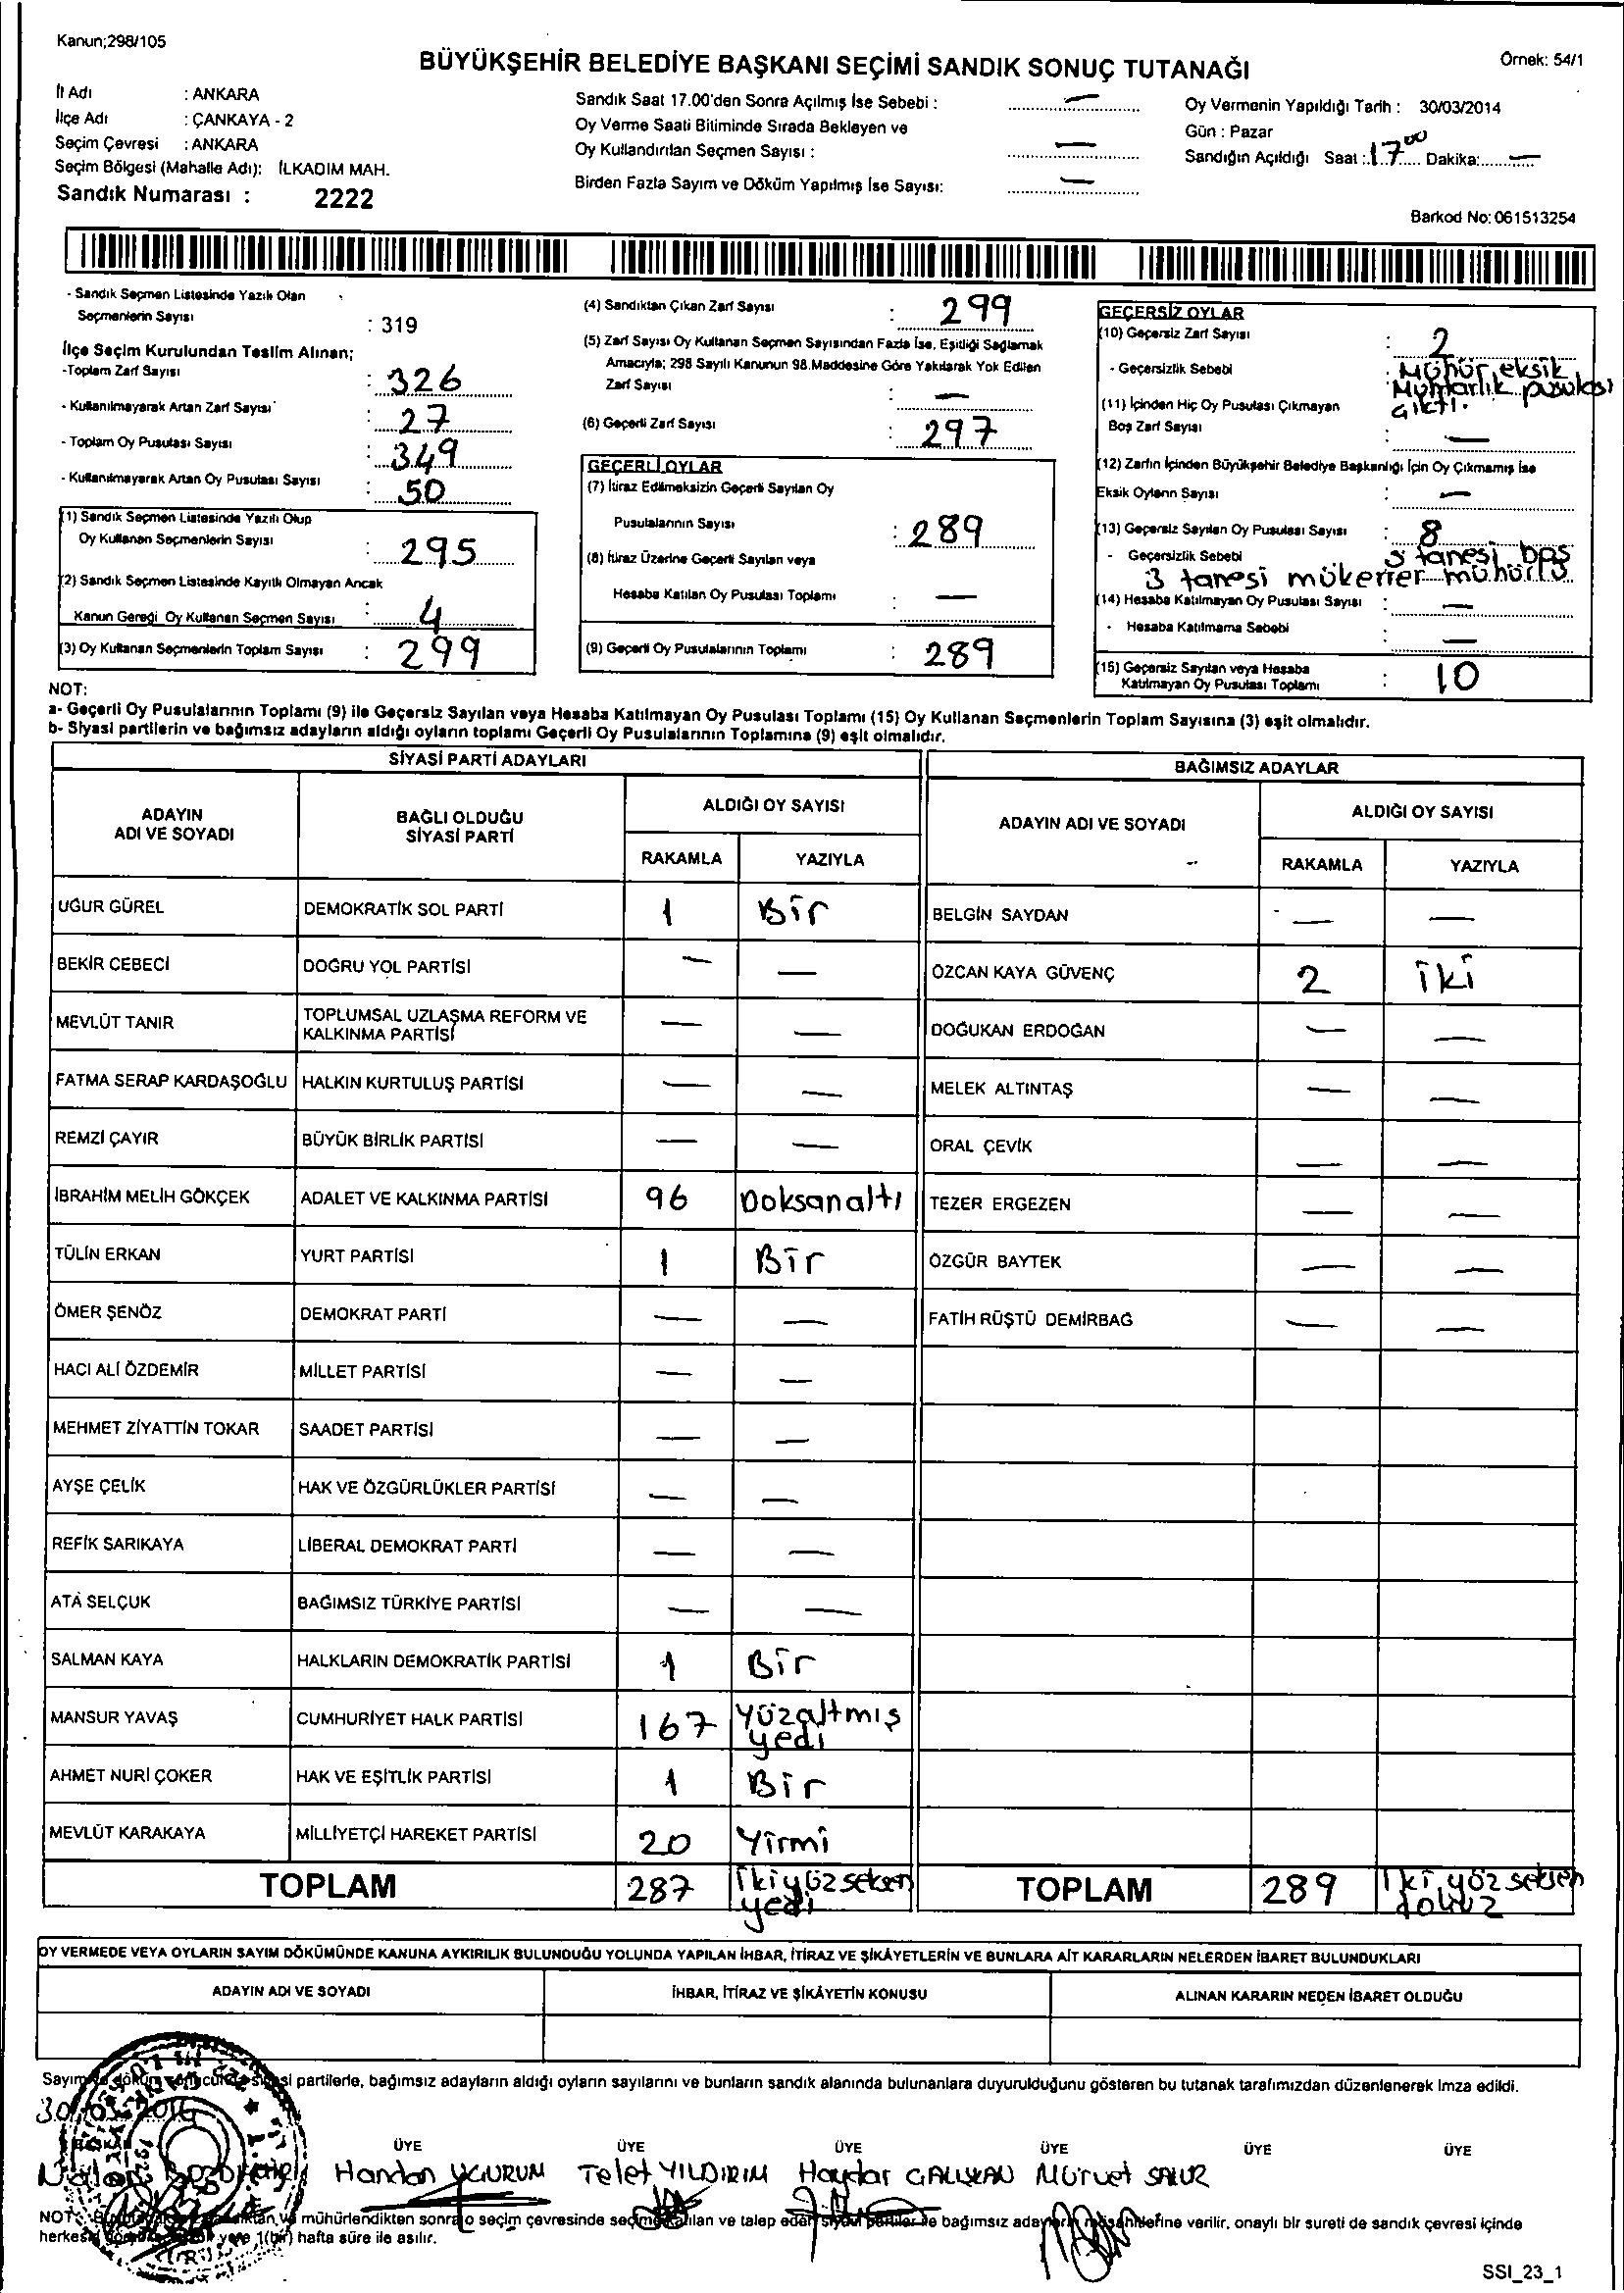 Kanun;298/105
BÜYÜKŞEHİR BELEDİYE BAŞKANI SEÇİMİ SANDIK SONUÇ TUTANAĞI
Örnek: 54/1
İl Adı : ANKARA
İlçe Adı : ÇANKAYA - 2
Seçim Çevresi : ANKARA
Seçim Bölgesi (Mahalle Adı): İLKADIM MAH.
Sandık Numarası : 2222
Sandık Saat 17.00'den Sonra Açılmış İse Sebebi : —
Oy Verme Saati Bitiminde Sırada Bekleyen ve
Oy Kullandırılan Seçmen Sayısı : —
Birden Fazla Sayım ve Döküm Yapılmış İse Sayısı: —
Oy Vermenin Yapıldığı Tarih : 30/03/2014
Gün : Pazar
Sandığın Açıldığı Saat : 17 00 Dakika: —
Barkod No: 061513254
- Sandık Seçmen Listesinde Yazılı Olan
Seçmenlerin Sayısı : 319
İlçe Seçim Kurulundan Teslim Alınan;
-Toplam Zarf Sayısı : 326
- Kullanılmayarak Artan Zarf Sayısı : 27
- Toplam Oy Pusulası Sayısı : 349
- Kullanılmayarak Artan Oy Pusulası Sayısı : 50
(1) Sandık Seçmen Listesinde Yazılı Olup
Oy Kullanan Seçmenlerin Sayısı : 295
(2) Sandık Seçmen Listesinde Kayıtlı Olmayan Ancak
Kanun Gereği Oy Kullanan Seçmen Sayısı : 4
(3) Oy Kullanan Seçmenlerin Toplam Sayısı : 299
(4) Sandıktan Çıkan Zarf Sayısı : 299
(5) Zarf Sayısı Oy Kullanan Seçmen Sayısından Fazla İse, Eşitliği Sağlamak
Amacıyla; 298 Sayılı Kanunun 98.Maddesine Göre Yakılarak Yok Edilen
Zarf Sayısı : —
(6) Geçerli Zarf Sayısı : 297
GEÇERLİ OYLAR
(7) İtiraz Edilmeksizin Geçerli Sayılan Oy
Pusulalarının Sayısı : 289
(8) İtiraz Üzerine Geçerli Sayılan veya
Hesaba Katılan Oy Pusulası Toplamı : —
(9) Geçerli Oy Pusulalarının Toplamı : 289
GEÇERSİZ OYLAR
(10) Geçersiz Zarf Sayısı : 2
- Geçersizlik Sebebi : Mühür eksik
Muhtarlık pusulası
çıktı.
(11) İçinden Hiç Oy Pusulası Çıkmayan
Boş Zarf Sayısı : —
(12) Zarfın İçinden Büyükşehir Belediye Başkanlığı İçin Oy Çıkmamış İse
Eksik Oyların Sayısı : —
(13) Geçersiz Sayılan Oy Pusulası Sayısı : 8
- Geçersizlik Sebebi 5 tanesi boş
3 tanesi mükerrer mühürlü
(14) Hesaba Katılmayan Oy Pusulası Sayısı : —
- Hesaba Katılmama Sebebi : —
(15) Geçersiz Sayılan veya Hesaba
Katılmayan Oy Pusulası Toplamı : 10
NOT:
a- Geçerli Oy Pusulalarının Toplamı (9) ile Geçersiz Sayılan veya Hesaba Katılmayan Oy Pusulası Toplamı (15) Oy Kullanan Seçmenlerin Toplam Sayısına (3) eşit olmalıdır.
b- Siyasi partilerin ve bağımsız adayların aldığı oyların toplamı Geçerli Oy Pusulalarının Toplamına (9) eşit olmalıdır.
SİYASİ PARTİ ADAYLARI BAĞIMSIZ ADAYLAR
ADAYIN ADI VE SOYADI BAĞLI OLDUĞU SİYASİ PARTİ ALDIĞI OY SAYISI ADAYIN ADI VE SOYADI ALDIĞI OY SAYISI
RAKAMLA YAZIYLA RAKAMLA YAZIYLA
UĞUR GÜREL DEMOKRATİK SOL PARTİ 1 Bir BELGİN SAYDAN — —
BEKİR CEBECİ DOĞRU YOL PARTİSİ — — ÖZCAN KAYA GÜVENÇ 2 iki
MEVLÜT TANIR TOPLUMSAL UZLAŞMA REFORM VE KALKINMA PARTİSİ — — DOĞUKAN ERDOĞAN — —
FATMA SERAP KARDAŞOĞLU HALKIN KURTULUŞ PARTİSİ — — MELEK ALTINTAŞ — —
REMZİ ÇAYIR BÜYÜK BİRLİK PARTİSİ — — ORAL ÇEVİK — —
İBRAHİM MELİH GÖKÇEK ADALET VE KALKINMA PARTİSİ 96 Doksanaltı TEZER ERGEZEN — —
TÜLİN ERKAN YURT PARTİSİ 1 Bir ÖZGÜR BAYTEK — —
ÖMER ŞENÖZ DEMOKRAT PARTİ — — FATİH RÜŞTÜ DEMİRBAĞ — —
HACI ALİ ÖZDEMİR MİLLET PARTİSİ — —
MEHMET ZİYATTİN TOKAR SAADET PARTİSİ — —
AYŞE ÇELİK HAK VE ÖZGÜRLÜKLER PARTİSİ — —
REFİK SARIKAYA LİBERAL DEMOKRAT PARTİ — —
ATA SELÇUK BAĞIMSIZ TÜRKİYE PARTİSİ — —
SALMAN KAYA HALKLARIN DEMOKRATİK PARTİSİ 1 Bir
MANSUR YAVAŞ CUMHURİYET HALK PARTİSİ 167 Yüzaltmış yedi
AHMET NURİ ÇOKER HAK VE EŞİTLİK PARTİSİ 1 Bir
MEVLÜT KARAKAYA MİLLİYETÇİ HAREKET PARTİSİ 20 Yirmi
TOPLAM 287 İki yüz seksen yedi TOPLAM 289 İki yüz seksen dokuz
OY VERMEDE VEYA OYLARIN SAYIM DÖKÜMÜNDE KANUNA AYKIRILIK BULUNDUĞU YOLUNDA YAPILAN İHBAR, İTİRAZ VE ŞİKÂYETLERİN VE BUNLARA AİT KARARLARIN NELERDEN İBARET BULUNDUKLARI
ADAYIN ADI VE SOYADI İHBAR, İTİRAZ VE ŞİKÂYETİN KONUSU ALINAN KARARIN NEDEN İBARET OLDUĞU
Sayım partilerle, bağımsız adayların aldığı oyların sayılarını ve bunların sandık alanında bulunanlara duyurulduğunu gösteren bu tutanak tarafımızdan düzenlenerek imza edildi.
ÜYE ÜYE ÜYE ÜYE ÜYE ÜYE
Handan Telet YILDIRIM Haydar ÇALIŞKAN Mürvet
NOT: mühürlendikten sonra o seçim çevresinde ve talep eden bağımsız verilir, onaylı bir sureti de sandık çevresi içinde
1(bir) hafta süre ile asılır.
SSI_23_1